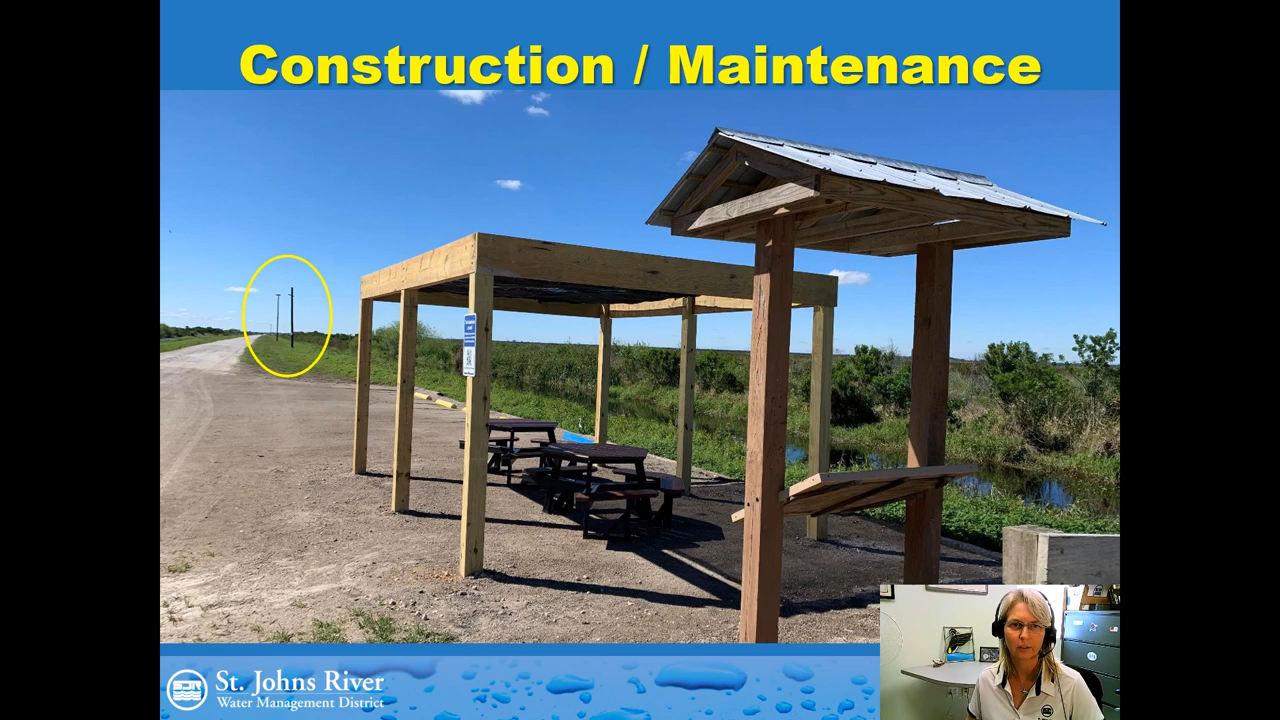 Construction / Maintenance
St. Johns River
Water Management District